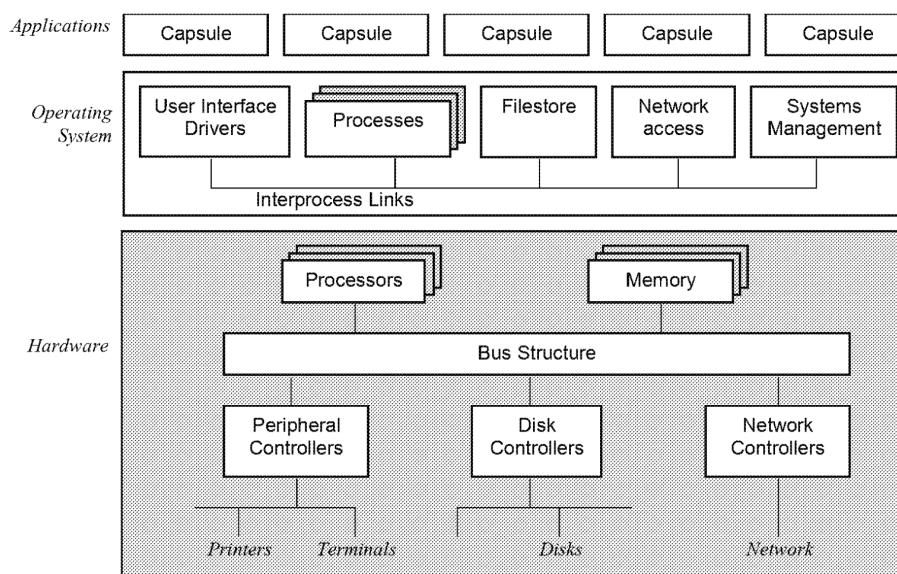 Applications
Capsule Capsule Capsule Capsule Capsule
Operating
System
User Interface
Drivers
Processes
Filestore
Network
access
Systems
Management
Interprocess Links
Hardware
Processors
Memory
Bus Structure
Peripheral
Controllers
Disk
Controllers
Network
Controllers
Printers Terminals Disks Network